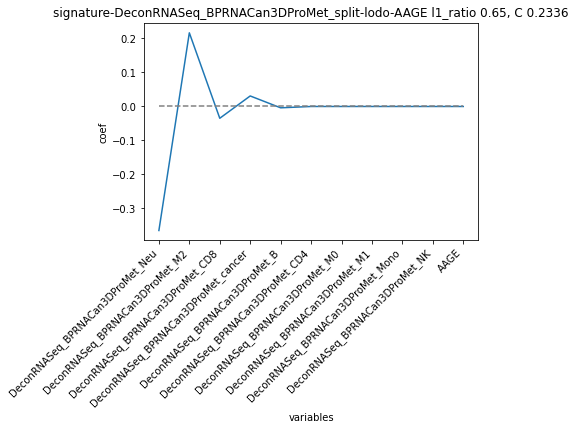 signature-DeconRNASeq_BPRNACan3DProMet_split-lodo-AAGE l1_ratio 0.65, C 0.2336
0.2
0.1
0.0
−0.1
−0.2
−0.3
coef
DeconRNASeq_BPRNACan3DProMet_Neu
DeconRNASeq_BPRNACan3DProMet_M2
DeconRNASeq_BPRNACan3DProMet_CD8
DeconRNASeq_BPRNACan3DProMet_cancer
DeconRNASeq_BPRNACan3DProMet_B
DeconRNASeq_BPRNACan3DProMet_CD4
DeconRNASeq_BPRNACan3DProMet_M0
DeconRNASeq_BPRNACan3DProMet_M1
DeconRNASeq_BPRNACan3DProMet_Mono
DeconRNASeq_BPRNACan3DProMet_NK
AAGE
variables